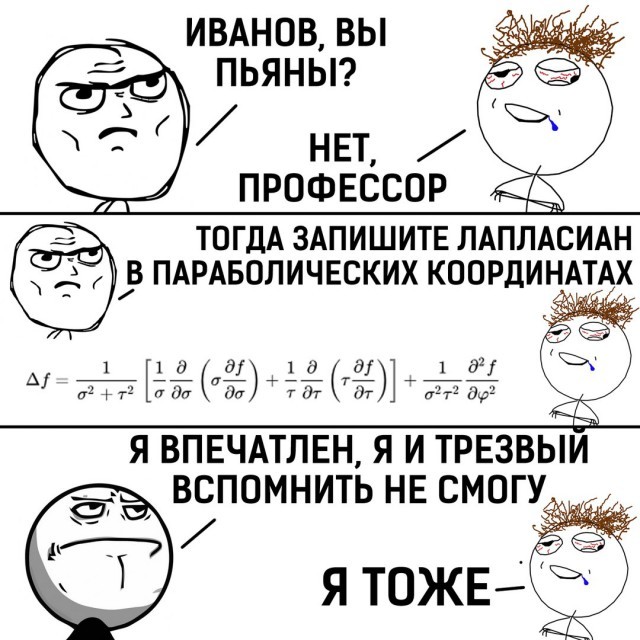 ИВАНОВ, ВЫ
ПЬЯНЫ?
НЕТ,
ПРОФЕССОР
ТОГДА ЗАПИШИТЕ ЛАПЛАСИАН
В ПАРАБОЛИЧЕСКИХ КООРДИНАТАХ
Δf = 1/(σ² + τ²) [1/σ ∂/∂σ (σ ∂f/∂σ) + 1/τ ∂/∂τ (τ ∂f/∂τ)] + 1/(σ²τ²) ∂²f/∂φ²
Я ВПЕЧАТЛЕН, Я И ТРЕЗВЫЙ
ВСПОМНИТЬ НЕ СМОГУ
Я ТОЖЕ